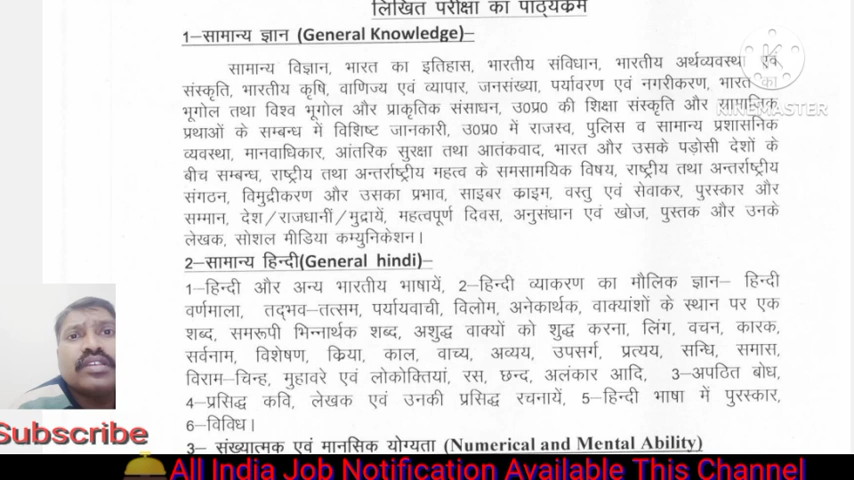 लिखित परीक्षा का पाठ्यक्रम
1–सामान्य ज्ञान (General Knowledge)–
सामान्य विज्ञान, भारत का इतिहास, भारतीय संविधान, भारतीय अर्थव्यवस्था एवं
संस्कृति, भारतीय कृषि, वाणिज्य एवं व्यापार, जनसंख्या, पर्यावरण एवं नगरीकरण, भारत का
भूगोल तथा विश्व भूगोल और प्राकृतिक संसाधन, उ0प्र0 की शिक्षा संस्कृति और सामाजिक
KINEMASTER
प्रथाओं के सम्बन्ध में विशिष्ट जानकारी, उ0प्र0 में राजस्व, पुलिस व सामान्य प्रशासनिक
व्यवस्था, मानवाधिकार, आंतरिक सुरक्षा तथा आतंकवाद, भारत और उसके पड़ोसी देशों के
बीच सम्बन्ध, राष्ट्रीय तथा अन्तर्राष्ट्रीय महत्व के समसामयिक विषय, राष्ट्रीय तथा अन्तर्राष्ट्रीय
संगठन, विमुद्रीकरण और उसका प्रभाव, साइबर क्राइम, वस्तु एवं सेवाकर, पुरस्कार और
सम्मान, देश/राजधानीं/मुद्रायें, महत्वपूर्ण दिवस, अनुसंधान एवं खोज, पुस्तक और उनके
लेखक, सोशल मीडिया कम्युनिकेशन।
2–सामान्य हिन्दी(General hindi)–
1–हिन्दी और अन्य भारतीय भाषायें, 2–हिन्दी व्याकरण का मौलिक ज्ञान– हिन्दी
वर्णमाला, तद्भव–तत्सम, पर्यायवाची, विलोम, अनेकार्थक, वाक्यांशों के स्थान पर एक
शब्द, समरूपी भिन्नार्थक शब्द, अशुद्ध वाक्यों को शुद्ध करना, लिंग, वचन, कारक,
सर्वनाम, विशेषण, क्रिया, काल, वाच्य, अव्यय, उपसर्ग, प्रत्यय, सन्धि, समास,
विराम–चिन्ह, मुहावरे एवं लोकोक्तियां, रस, छन्द, अलंकार आदि, 3–अपठित बोध,
4–प्रसिद्ध कवि, लेखक एवं उनकी प्रसिद्ध रचनायें, 5–हिन्दी भाषा में पुरस्कार,
6–विविध।
Subscribe
3– संख्यात्मक एवं मानसिक योग्यता (Numerical and Mental Ability)
All India Job Notification Available This Channel